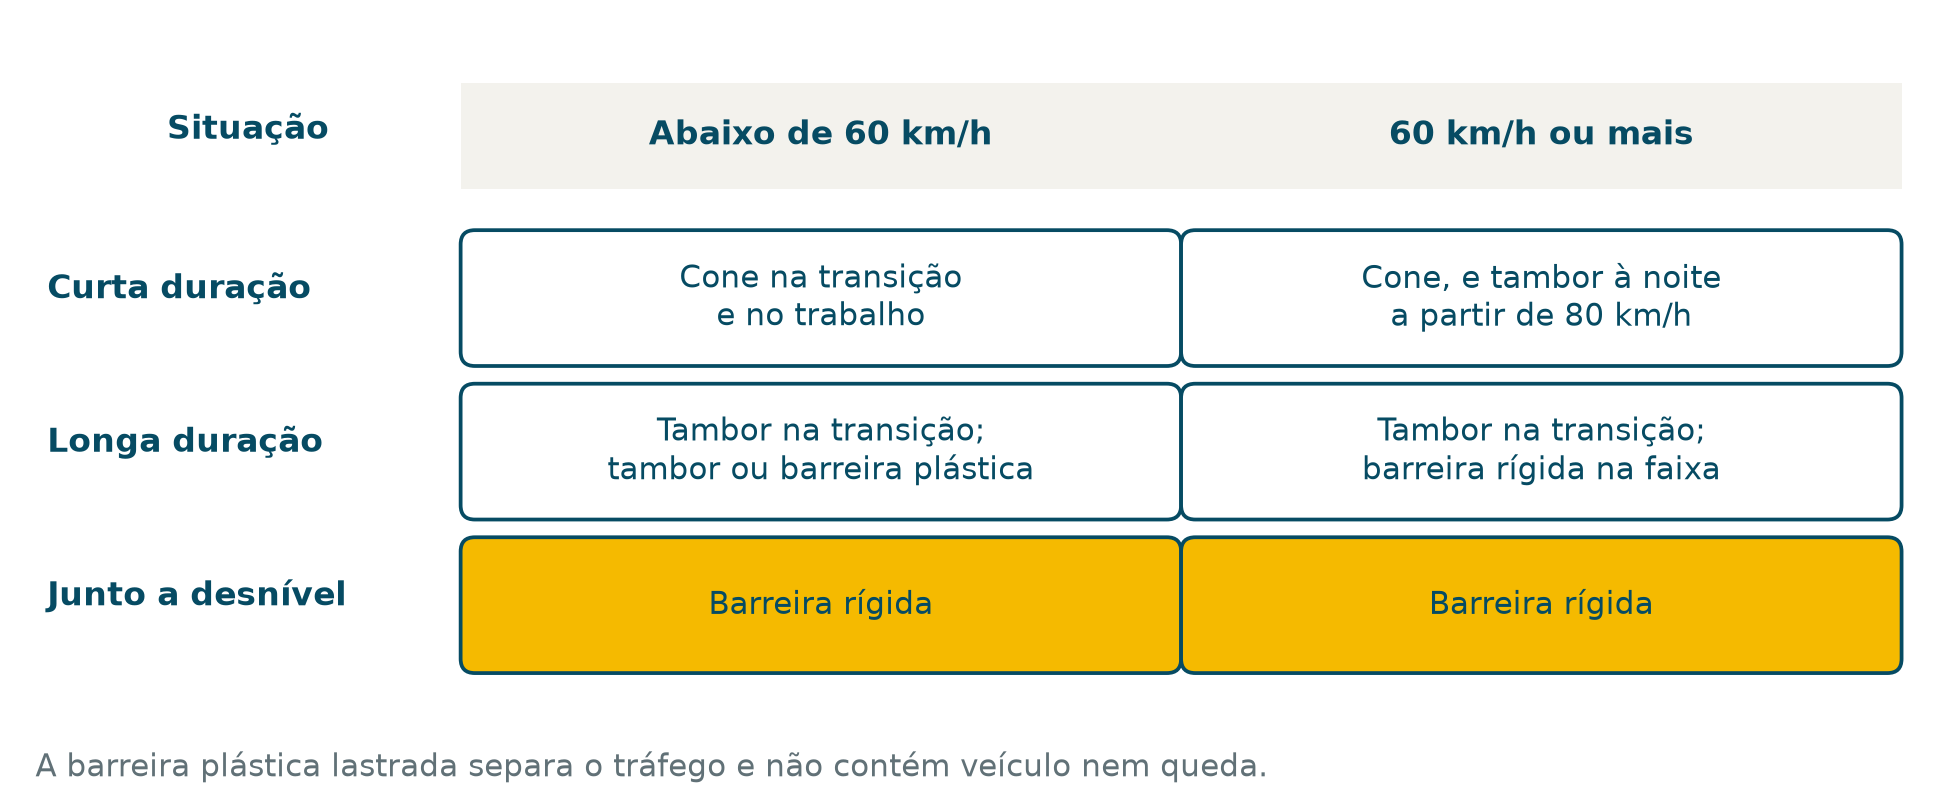 Situação
Abaixo de 60 km/h
60 km/h ou mais
Curta duração
Cone na transição
e no trabalho
Cone, e tambor à noite
a partir de 80 km/h
Longa duração
Tambor na transição;
tambor ou barreira plástica
Tambor na transição;
barreira rígida na faixa
Junto a desnível
Barreira rígida
Barreira rígida
A barreira plástica lastrada separa o tráfego e não contém veículo nem queda.